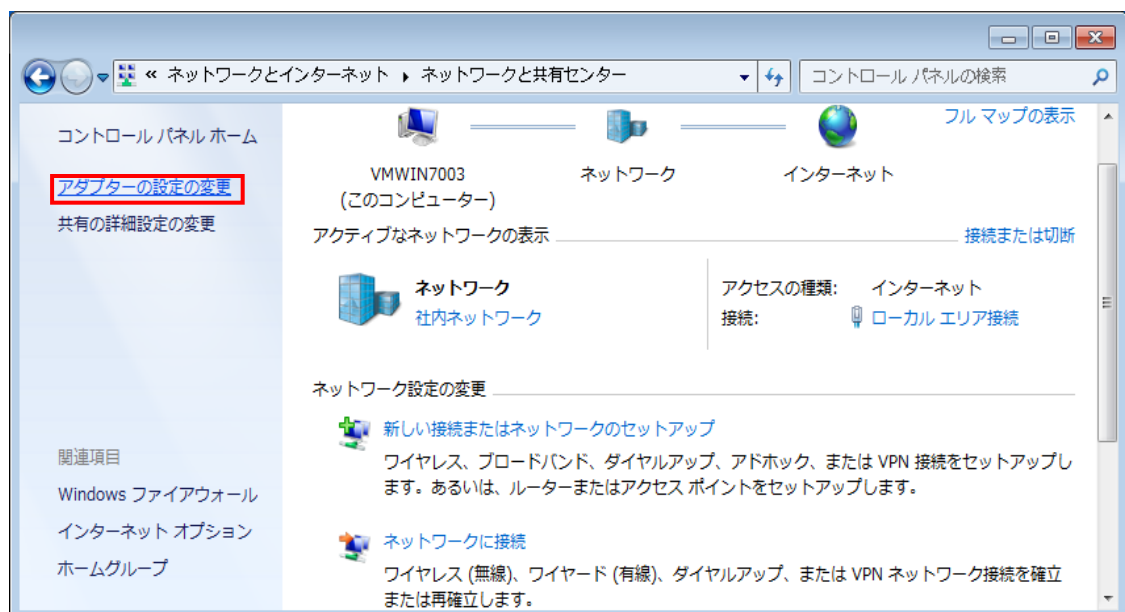 « ネットワークとインターネット ▸ ネットワークと共有センター
コントロール パネルの検索
コントロール パネル ホーム
アダプターの設定の変更
共有の詳細設定の変更
関連項目
Windows ファイアウォール
インターネット オプション
ホームグループ
フル マップの表示
VMWIN7003
(このコンピューター)
ネットワーク
インターネット
アクティブなネットワークの表示
接続または切断
ネットワーク
社内ネットワーク
アクセスの種類: インターネット
接続: ローカル エリア接続
ネットワーク設定の変更
新しい接続またはネットワークのセットアップ
ワイヤレス、ブロードバンド、ダイヤルアップ、アドホック、または VPN 接続をセットアップし
ます。あるいは、ルーターまたはアクセス ポイントをセットアップします。
ネットワークに接続
ワイヤレス (無線)、ワイヤード (有線)、ダイヤルアップ、または VPN ネットワーク接続を確立
または再確立します。